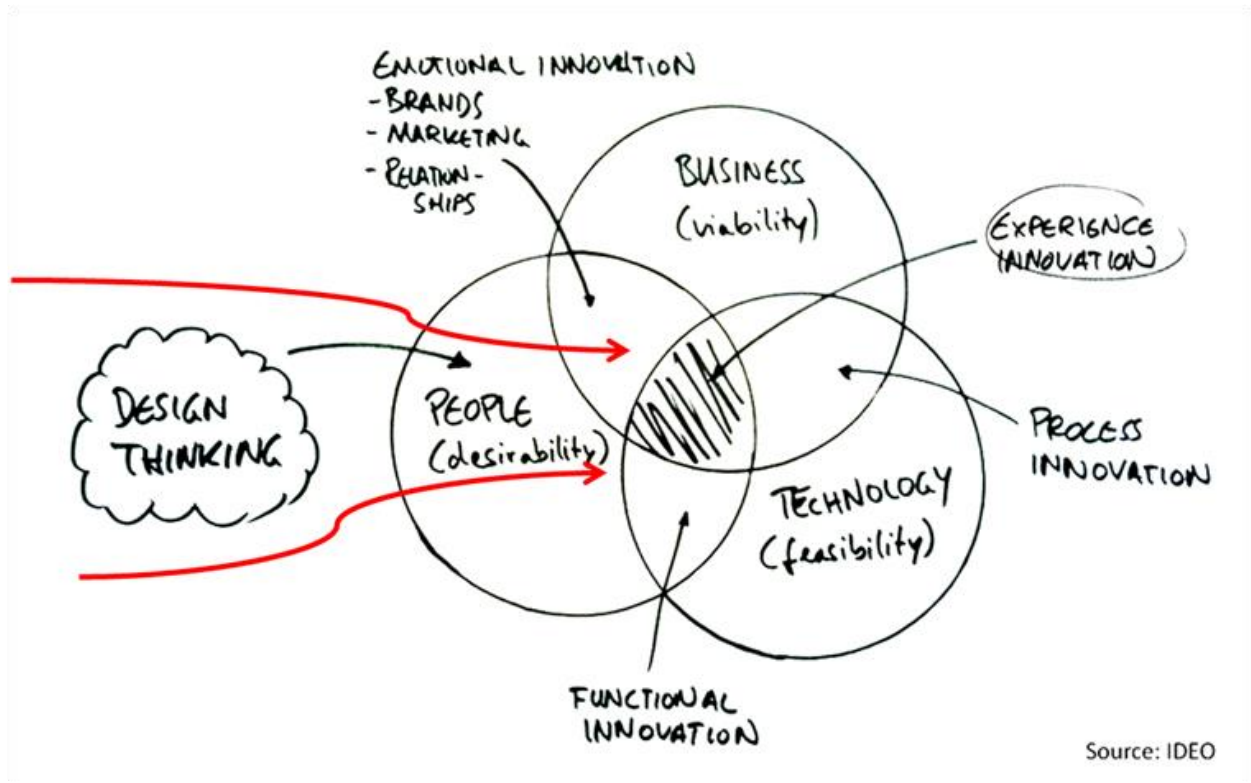 EMOTIONAL INNOVATION
- BRANDS
- MARKETING
- RELATION-
SHIPS
BUSINESS
(viability)
EXPERIENCE
INNOVATION
DESIGN
THINKING
PEOPLE
(desirability)
PROCESS
INNOVATION
TECHNOLOGY
(feasibility)
FUNCTIONAL
INNOVATION
Source: IDEO